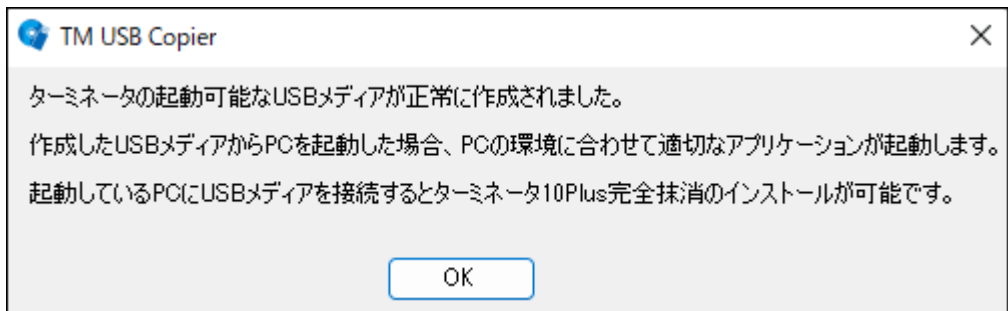 TM USB Copier
ターミネータの起動可能なUSBメディアが正常に作成されました。
作成したUSBメディアからPCを起動した場合、PCの環境に合わせて適切なアプリケーションが起動します。
起動しているPCにUSBメディアを接続するとターミネータ10Plus完全抹消のインストールが可能です。
OK